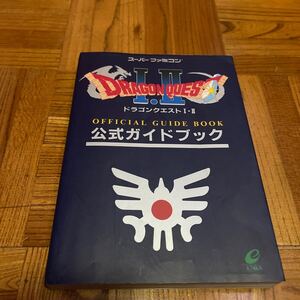 スーパーファミコン
DRAGON QUEST
I・II
ドラゴンクエストI・II
OFFICIAL GUIDE BOOK
公式ガイドブック